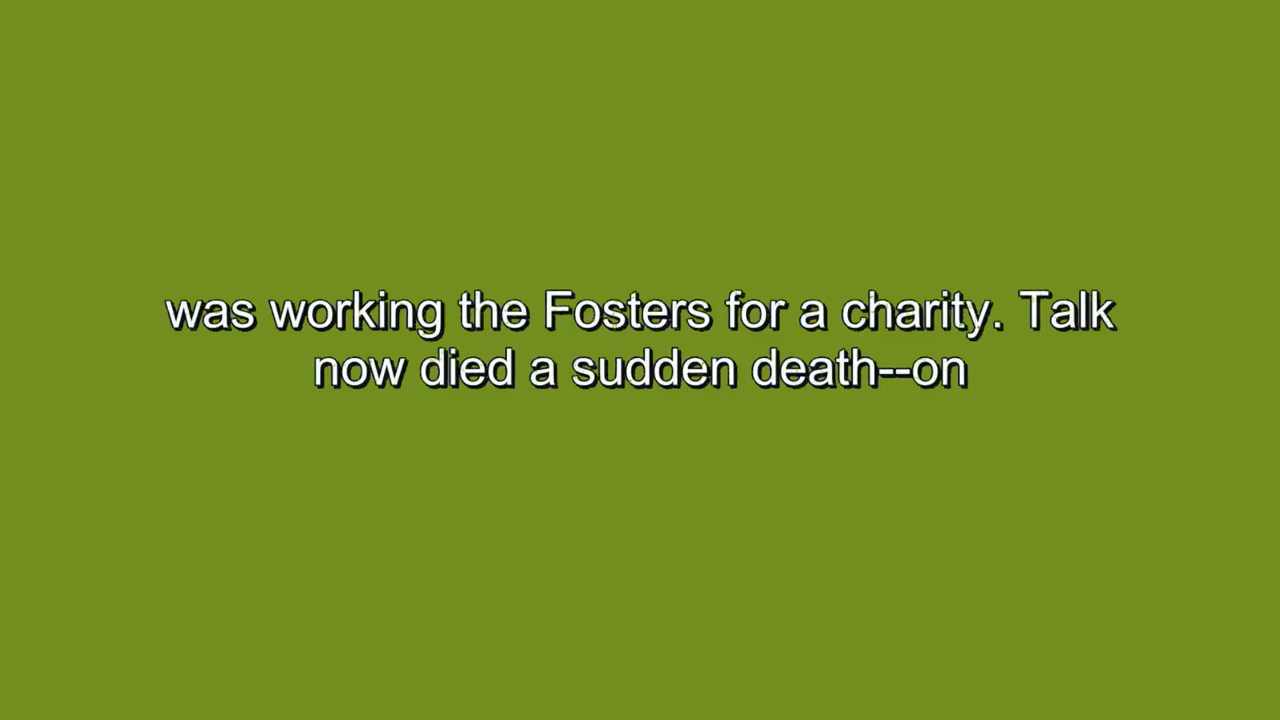 was working the Fosters for a charity. Talk
now died a sudden death--on